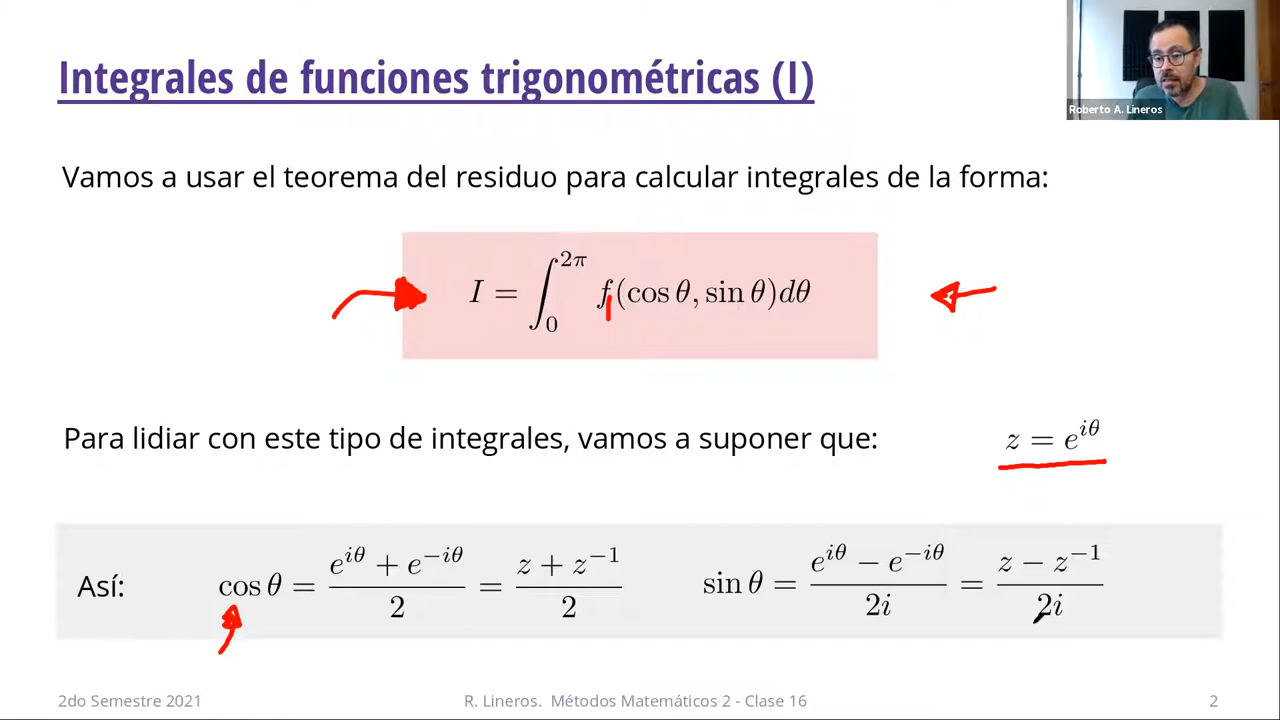 Integrales de funciones trigonométricas (I)
Roberto A. Lineros
Vamos a usar el teorema del residuo para calcular integrales de la forma:
I = ∫₀^{2π} f(cos θ, sin θ)dθ
Para lidiar con este tipo de integrales, vamos a suponer que: z = e^{iθ}
Así: cos θ = (e^{iθ} + e^{−iθ})/2 = (z + z^{−1})/2 sin θ = (e^{iθ} − e^{−iθ})/2i = (z − z^{−1})/2i
2do Semestre 2021 R. Lineros. Métodos Matemáticos 2 - Clase 16 2